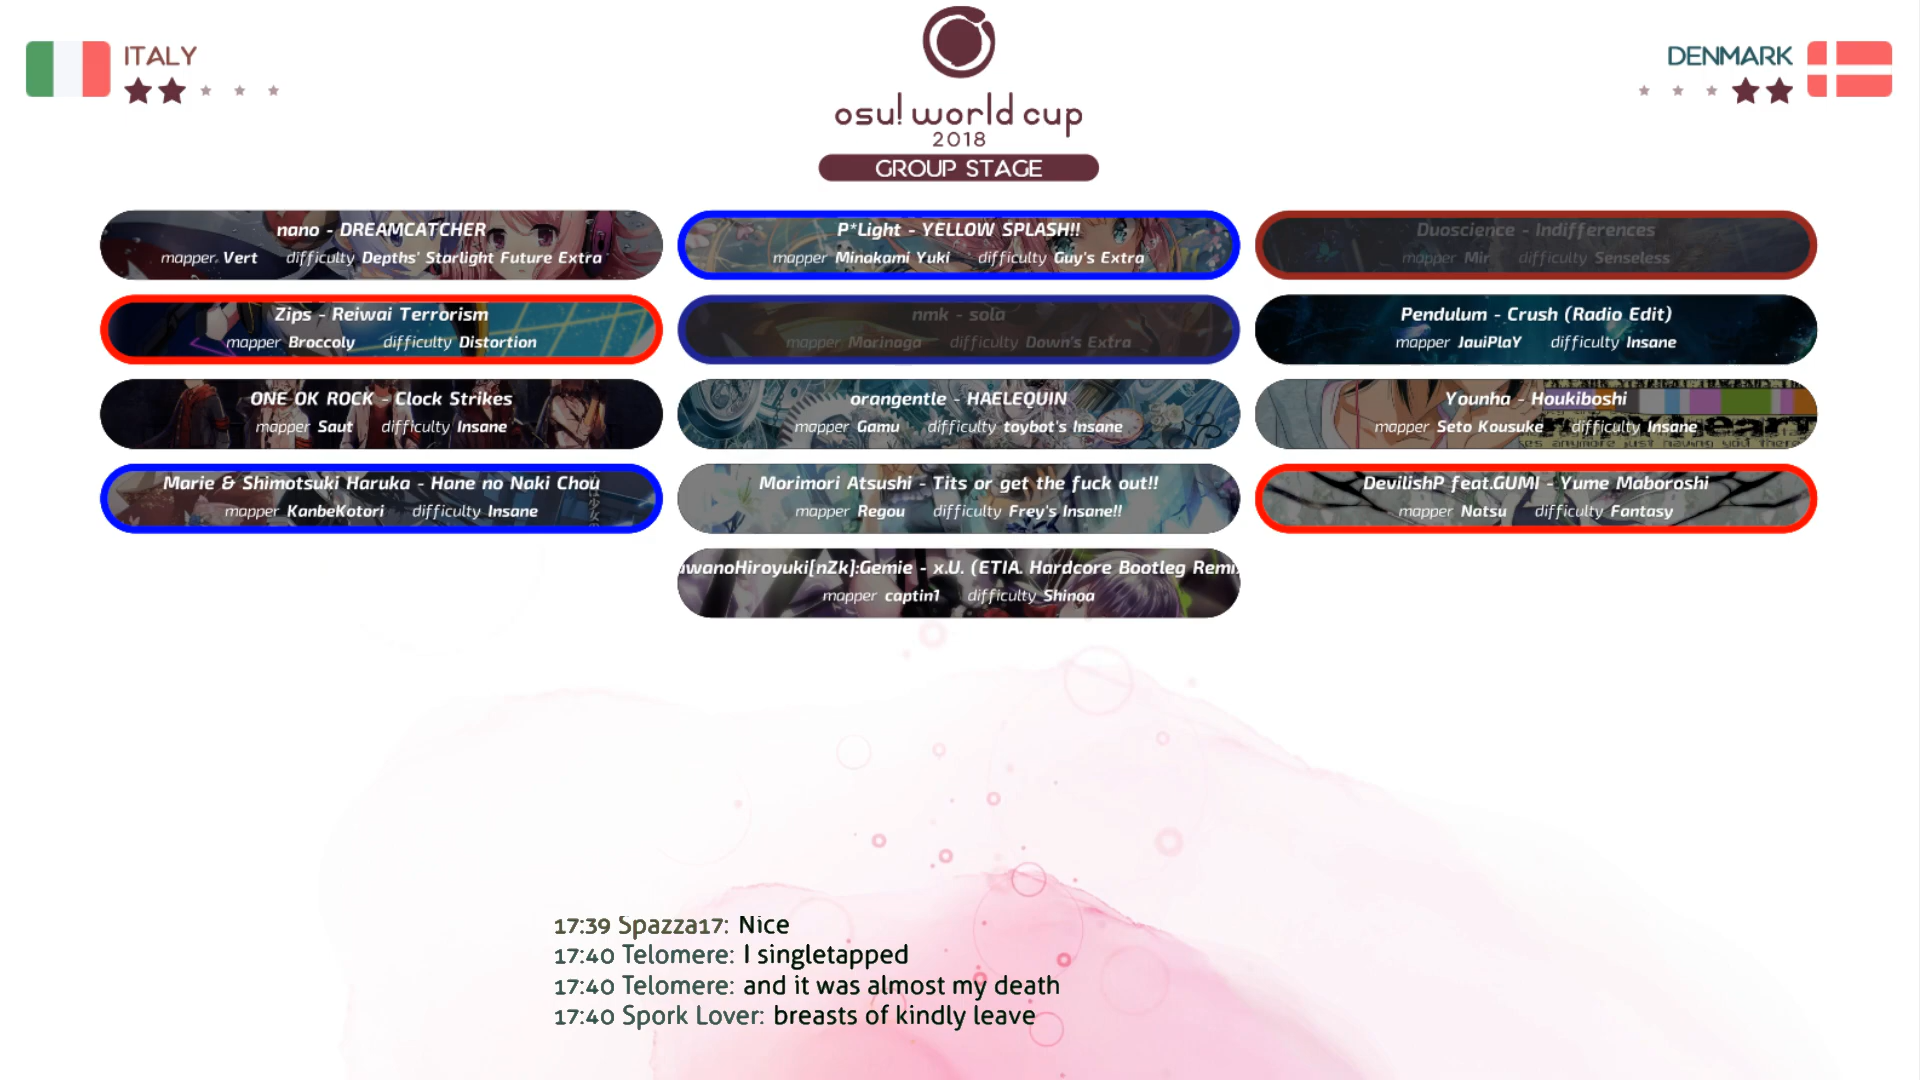 ITALY
DENMARK
osu! world cup
2018
GROUP STAGE
nano - DREAMCATCHER
mapper Vert difficulty Depths' Starlight Future Extra
P*Light - YELLOW SPLASH!!
mapper Minakami Yuki difficulty Guy's Extra
Duoscience - Indifferences
mapper Mir difficulty Senseless
Zips - Reiwai Terrorism
mapper Broccoly difficulty Distortion
nmk - sola
mapper Morinaga difficulty Down's Extra
Pendulum - Crush (Radio Edit)
mapper JauiPlaY difficulty Insane
ONE OK ROCK - Clock Strikes
mapper Saut difficulty Insane
orangentle - HAELEQUIN
mapper Gamu difficulty toybot's Insane
Younha - Houkiboshi
mapper Seto Kousuke difficulty Insane
Marie & Shimotsuki Haruka - Hane no Naki Chou
mapper KanbeKotori difficulty Insane
Morimori Atsushi - Tits or get the fuck out!!
mapper Regou difficulty Frey's Insane!!
DevilishP feat.GUMI - Yume Maboroshi
mapper Natsu difficulty Fantasy
wanoHiroyuki[nZk]:Gemie - x.U. (ETIA. Hardcore Bootleg Remi
mapper captin1 difficulty Shinoa
17:39 Spazza17: Nice
17:40 Telomere: I singletapped
17:40 Telomere: and it was almost my death
17:40 Spork Lover: breasts of kindly leave